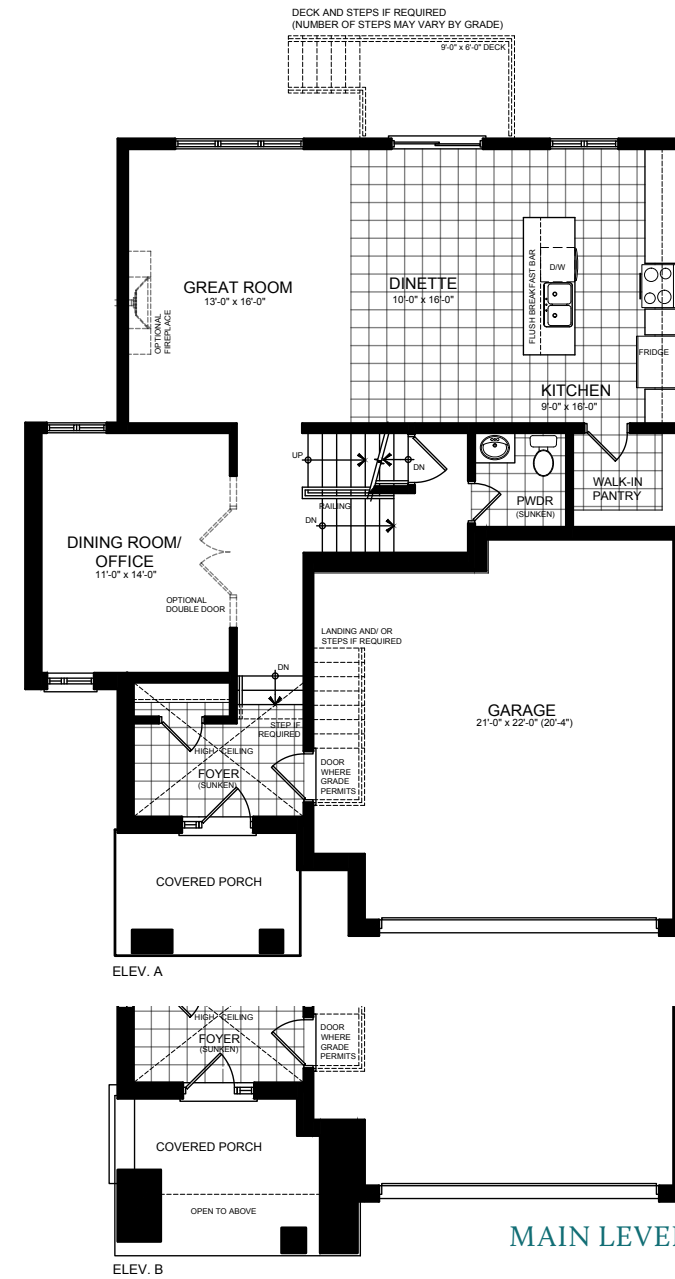 DECK AND STEPS IF REQUIRED
(NUMBER OF STEPS MAY VARY BY GRADE)
9'-0" x 6'-0" DECK
GREAT ROOM
13'-0" x 16'-0"
OPTIONAL
FIREPLACE
DINETTE
10'-0" x 16'-0"
FLUSH BREAKFAST BAR
D/W
FRIDGE
KITCHEN
9'-0" x 16'-0"
UP
DN
RAILING
DN
PWDR
(SUNKEN)
WALK-IN
PANTRY
DINING ROOM/
OFFICE
11'-0" x 14'-0"
OPTIONAL
DOUBLE DOOR
LANDING AND/ OR
STEPS IF REQUIRED
DN
STEP IF
REQUIRED
HIGH CEILING
FOYER
(SUNKEN)
DOOR
WHERE
GRADE
PERMITS
GARAGE
21'-0" x 22'-0" (20'-4")
COVERED PORCH
ELEV. A
HIGH CEILING
FOYER
(SUNKEN)
DOOR
WHERE
GRADE
PERMITS
COVERED PORCH
OPEN TO ABOVE
ELEV. B
MAIN LEVEL